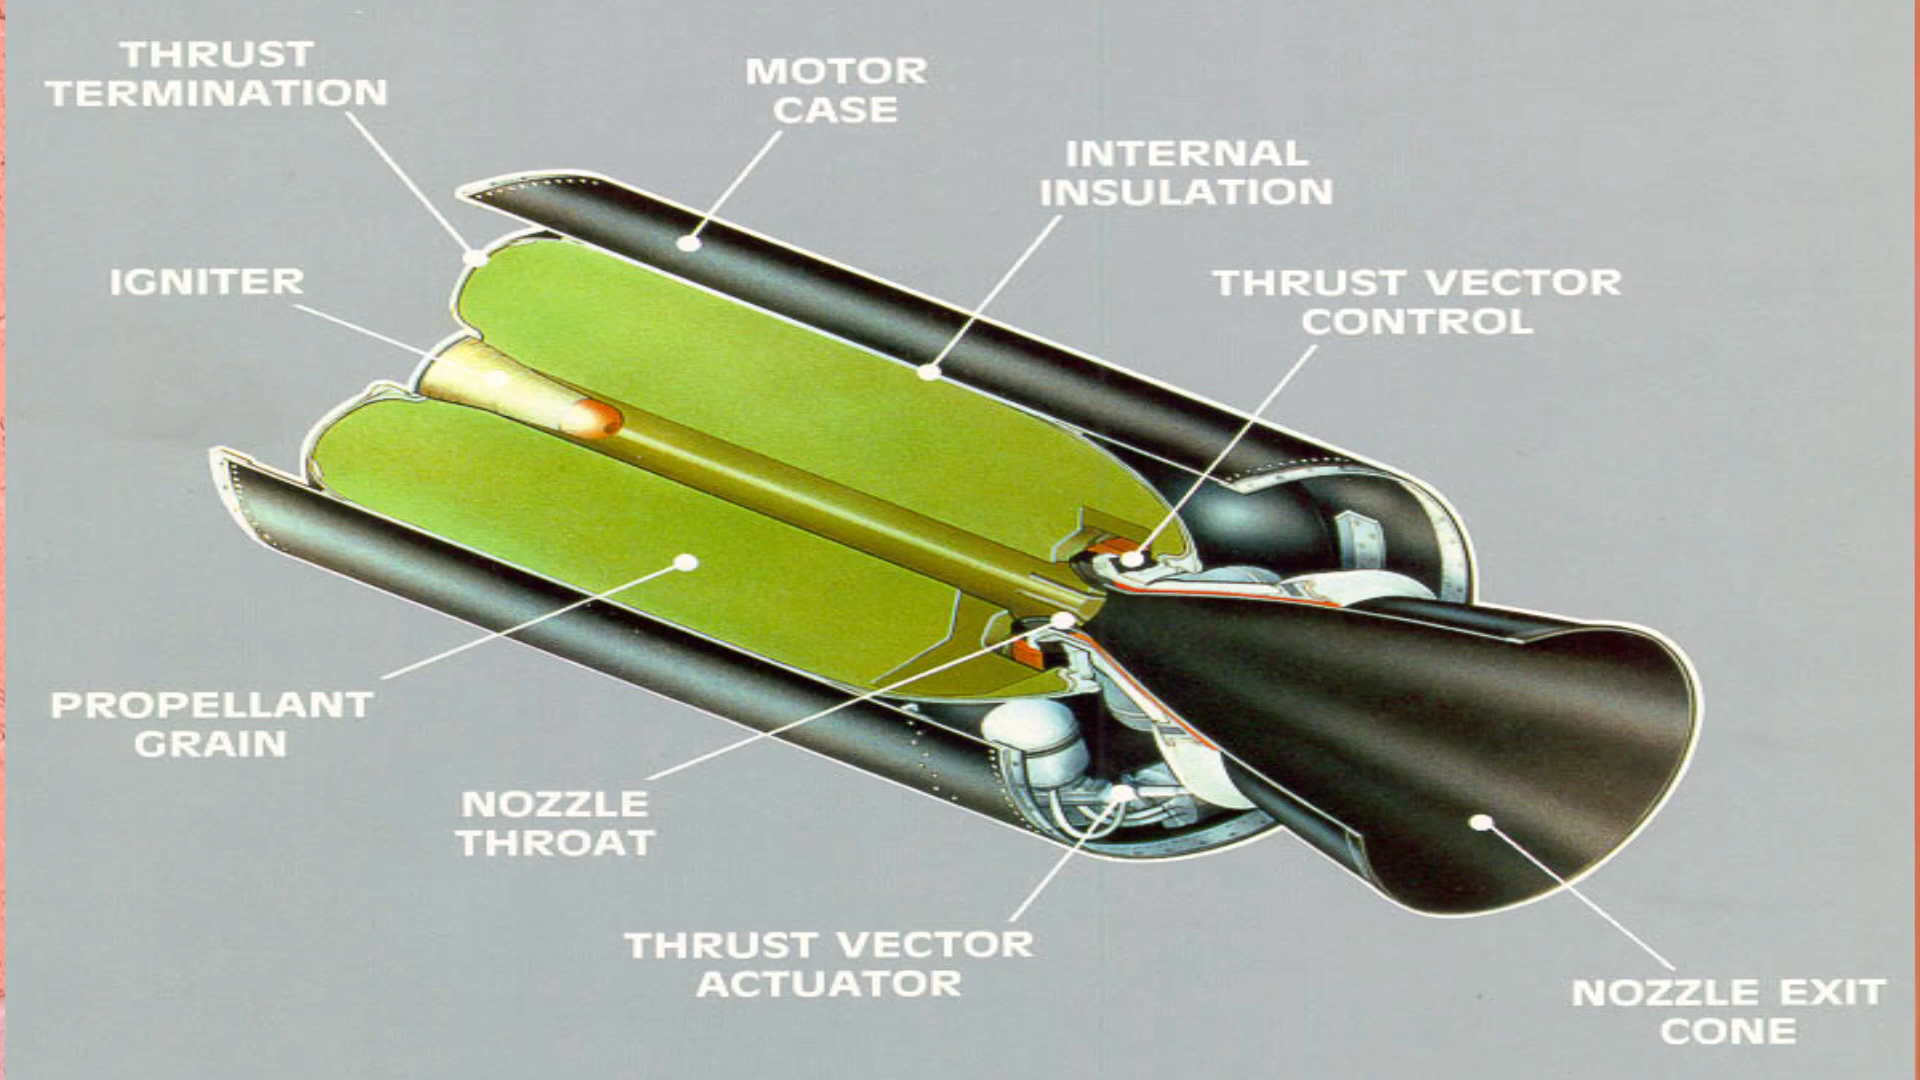 THRUST
TERMINATION
MOTOR
CASE
INTERNAL
INSULATION
IGNITER
THRUST VECTOR
CONTROL
PROPELLANT
GRAIN
NOZZLE
THROAT
THRUST VECTOR
ACTUATOR
NOZZLE EXIT
CONE